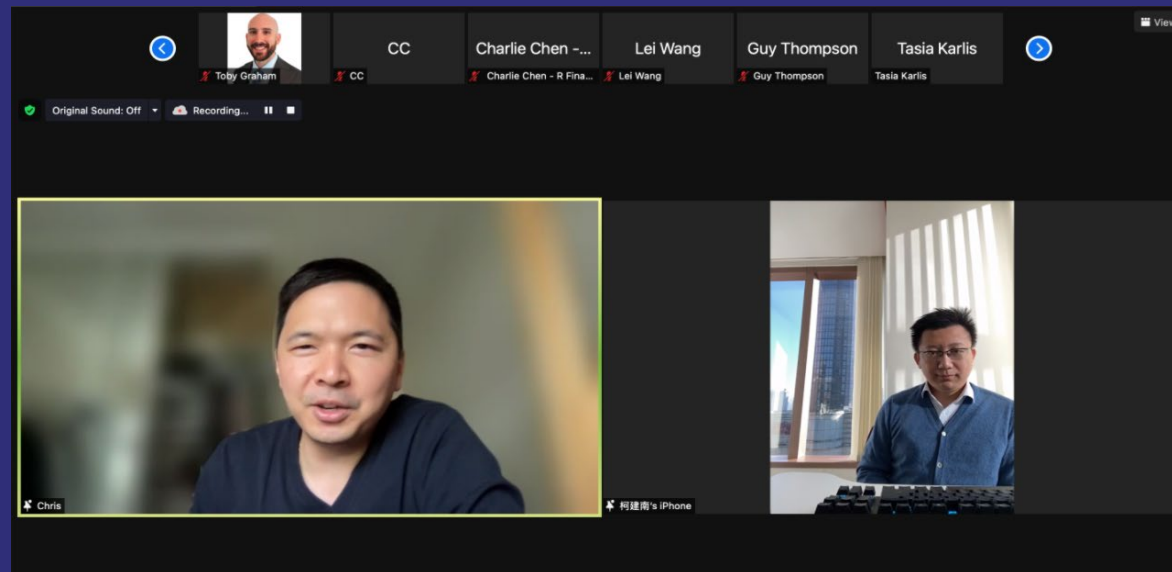 View
CC
Charlie Chen -...
Lei Wang
Guy Thompson
Tasia Karlis
Toby Graham
CC
Charlie Chen - R Fina...
Lei Wang
Guy Thompson
Tasia Karlis
Original Sound: Off
Recording...
Chris
柯建南's iPhone